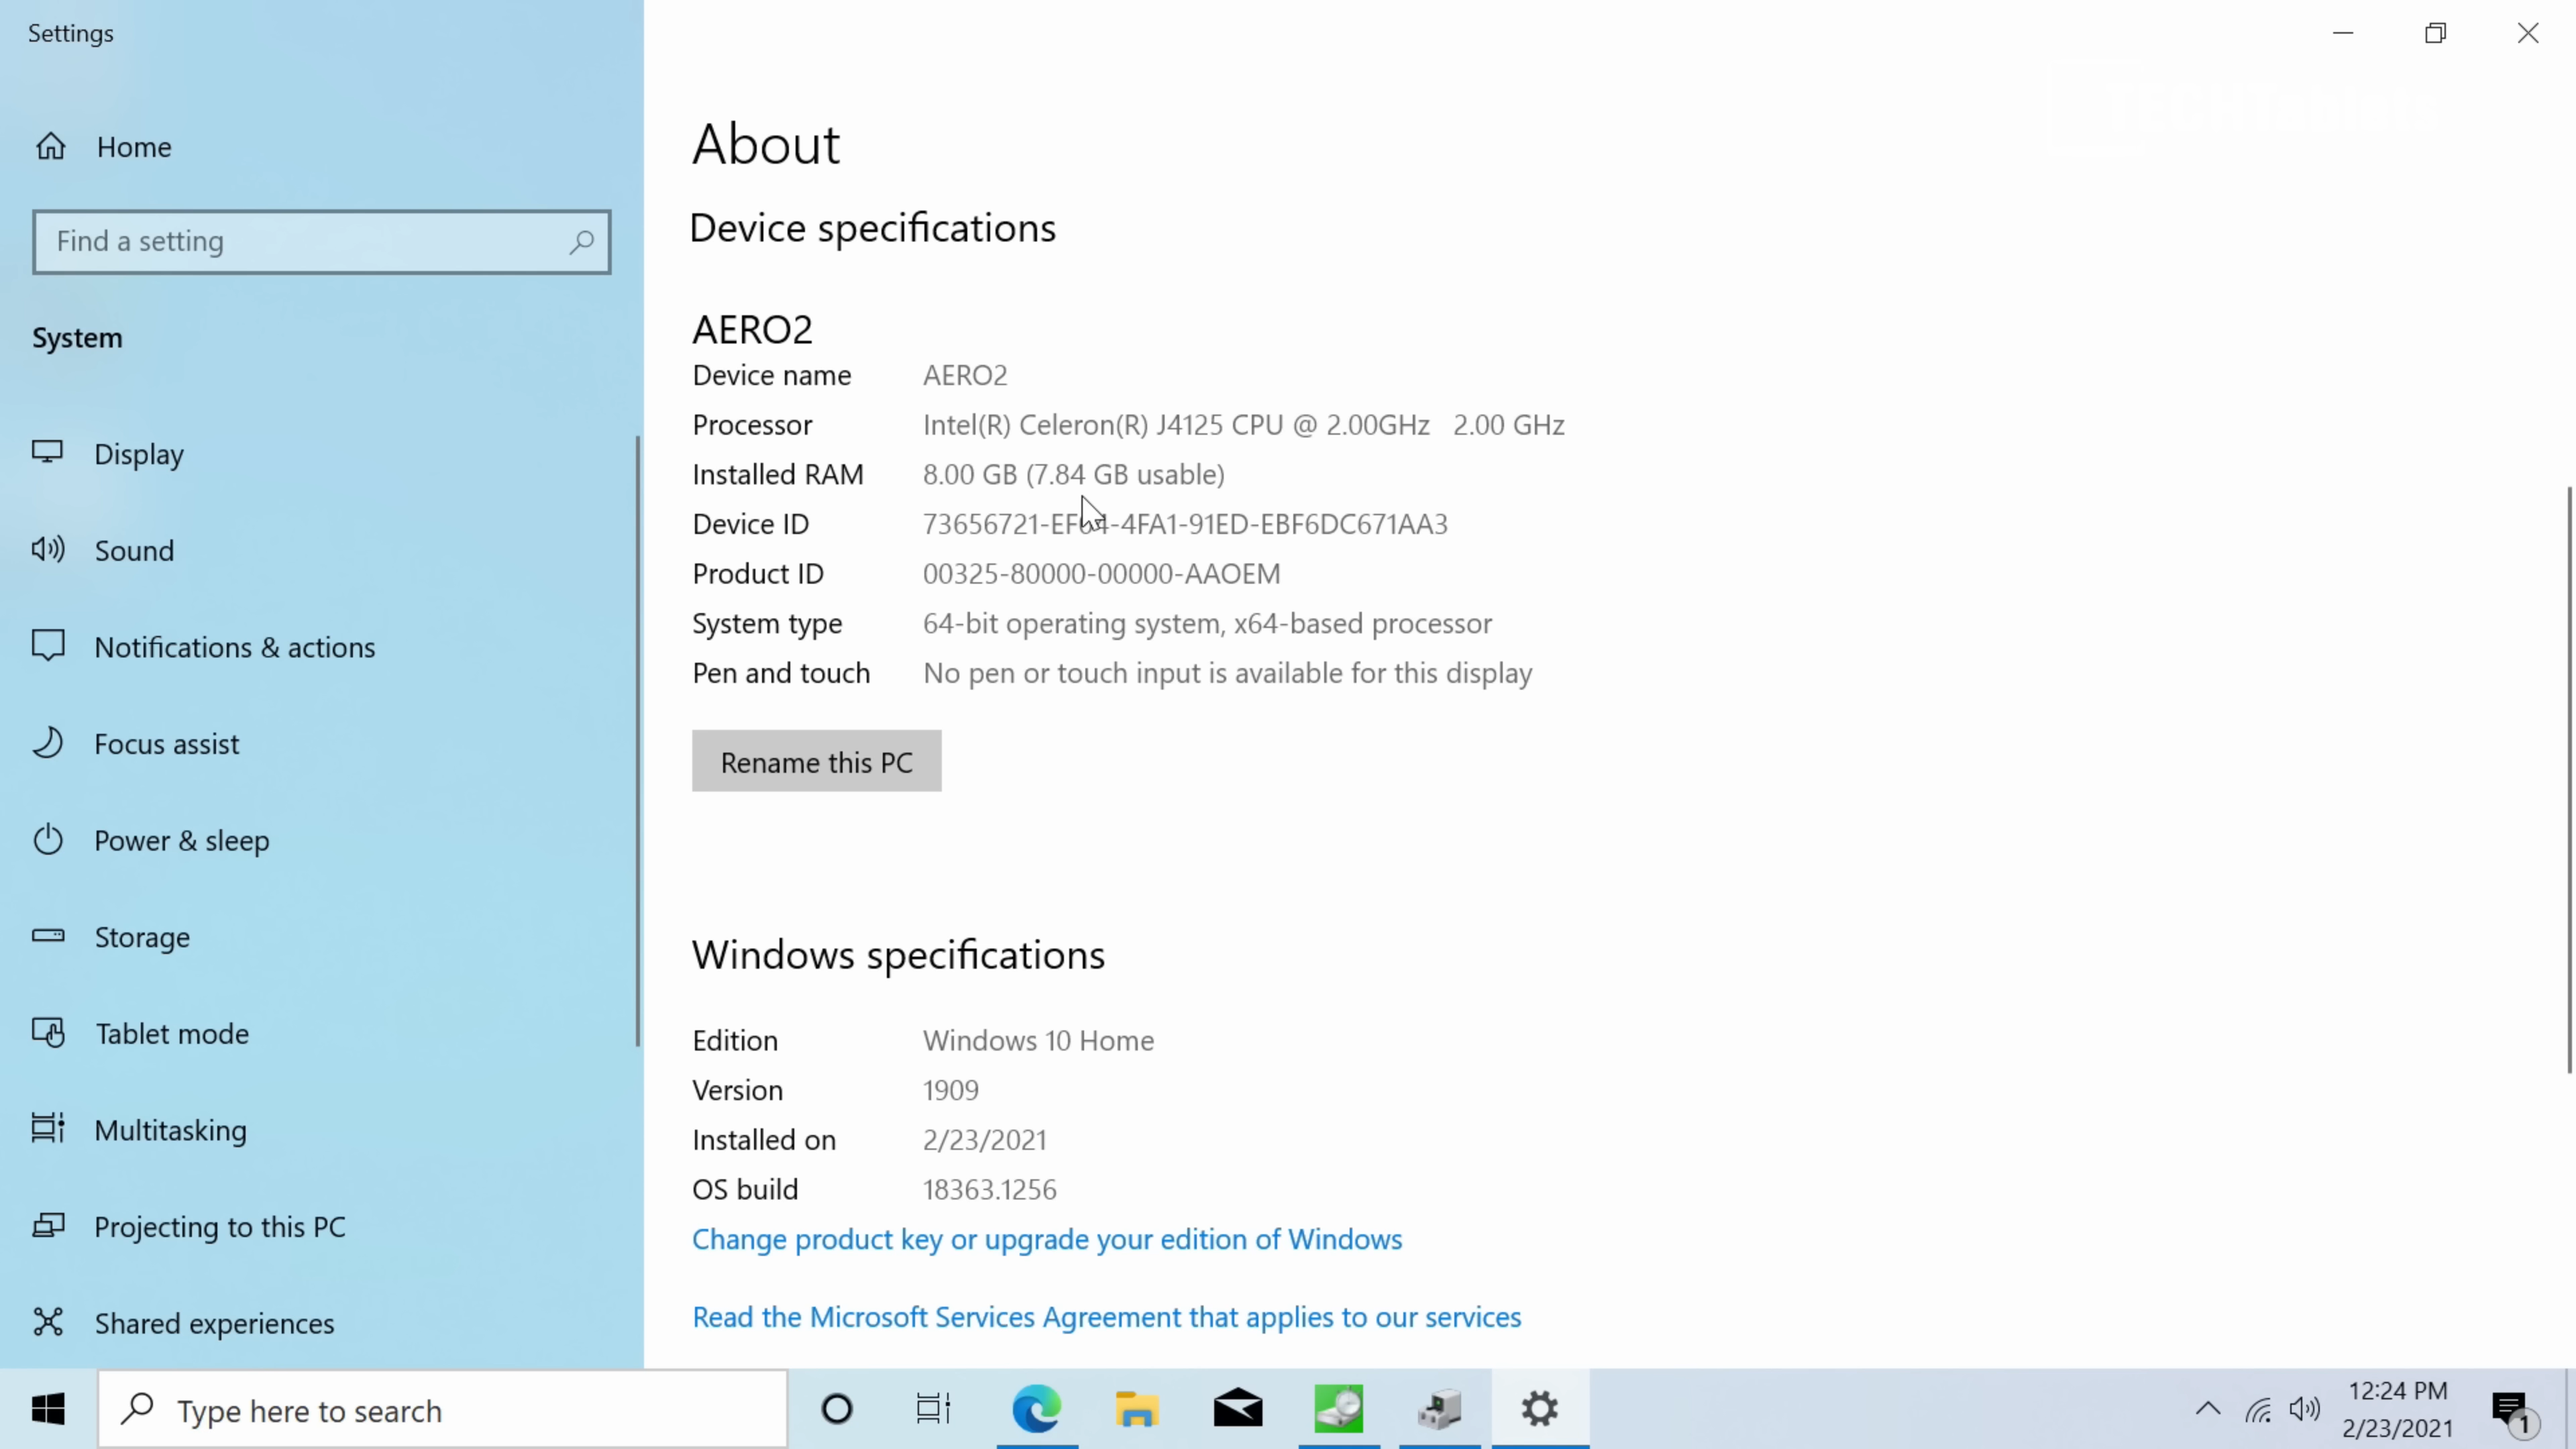 Settings
Home
Find a setting
System
Display
Sound
Notifications & actions
Focus assist
Power & sleep
Storage
Tablet mode
Multitasking
Projecting to this PC
Shared experiences
About
Device specifications
AERO2
Device name AERO2
Processor Intel(R) Celeron(R) J4125 CPU @ 2.00GHz 2.00 GHz
Installed RAM 8.00 GB (7.84 GB usable)
Device ID
Product ID 00325-80000-00000-AAOEM
System type 64-bit operating system, x64-based processor
Pen and touch No pen or touch input is available for this display
Rename this PC
Windows specifications
Edition Windows 10 Home
Version 1909
Installed on 2/23/2021
OS build 18363.1256
Change product key or upgrade your edition of Windows
Read the Microsoft Services Agreement that applies to our services
Type here to search
12:24 PM
2/23/2021
1